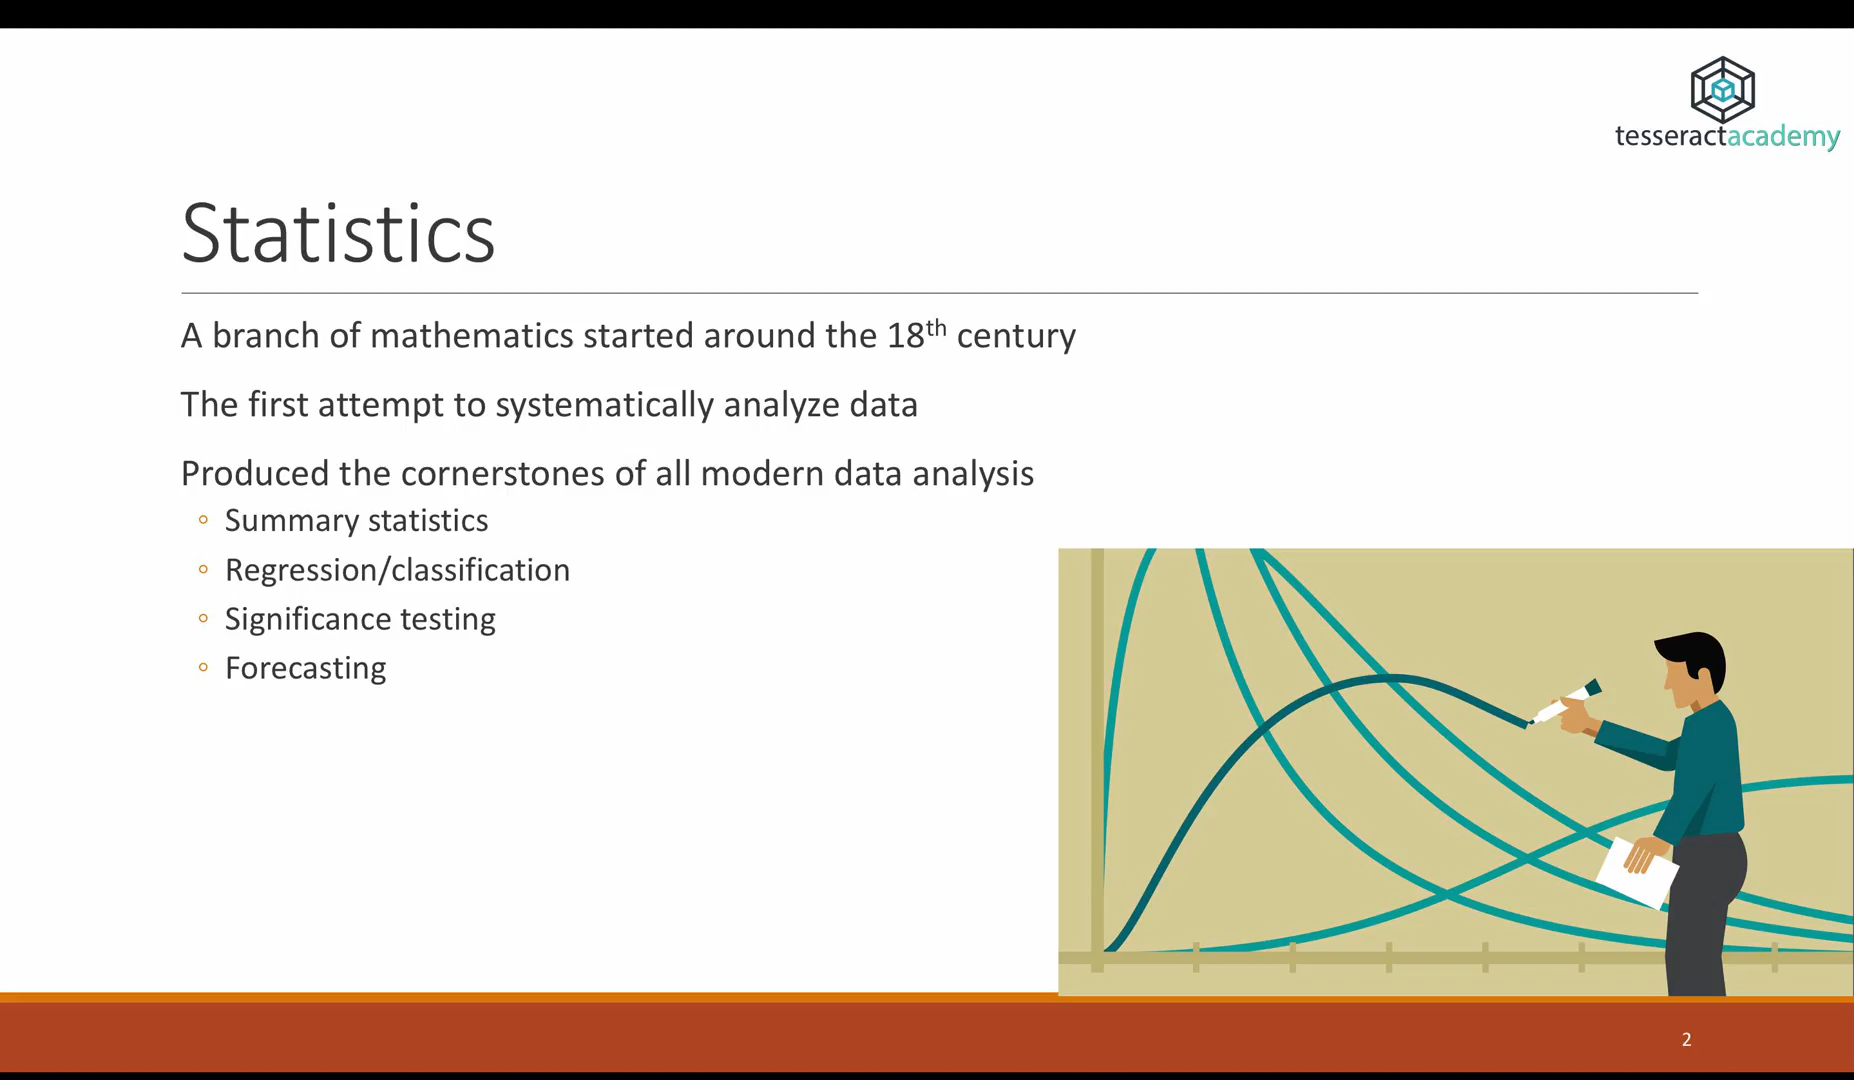 tesseractacademy
Statistics
A branch of mathematics started around the 18th century
The first attempt to systematically analyze data
Produced the cornerstones of all modern data analysis
◦ Summary statistics
◦ Regression/classification
◦ Significance testing
◦ Forecasting
2